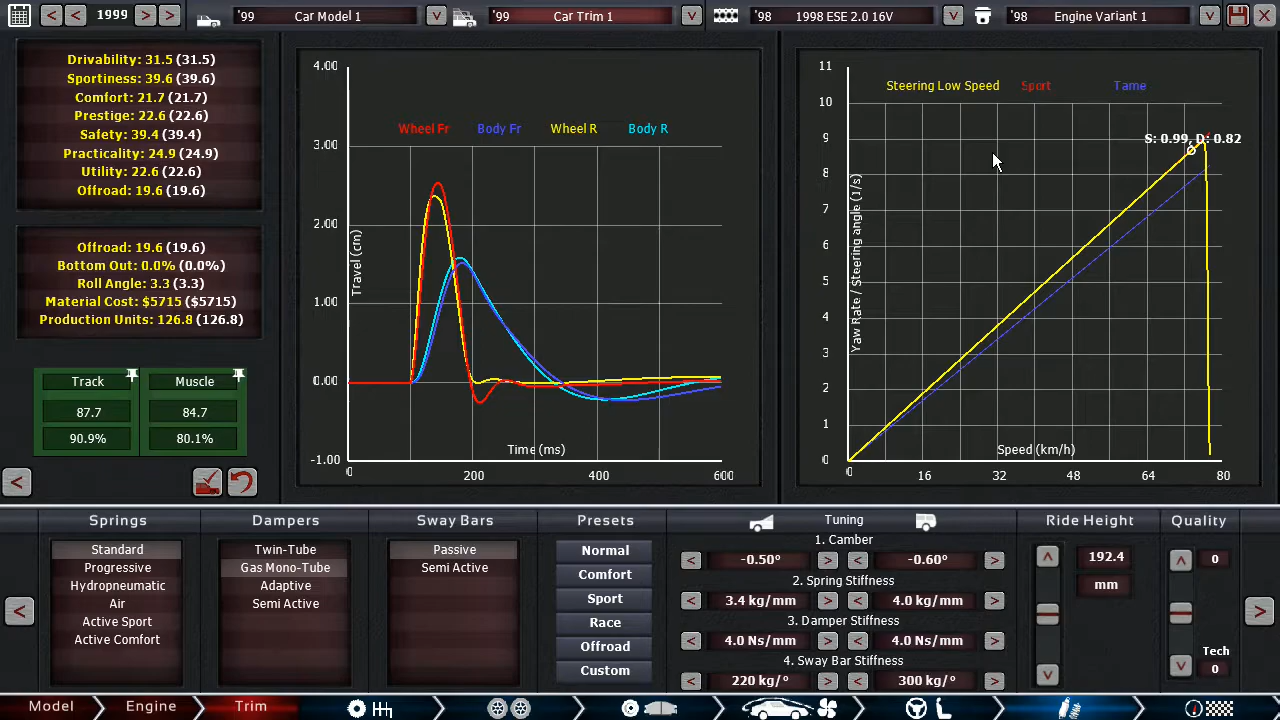 1999
'99 Car Model 1
'99 Car Trim 1
'98 1998 ESE 2.0 16V
'98 Engine Variant 1
Drivability: 31.5 (31.5)
Sportiness: 39.6 (39.6)
Comfort: 21.7 (21.7)
Prestige: 22.6 (22.6)
Safety: 39.4 (39.4)
Practicality: 24.9 (24.9)
Utility: 22.6 (22.6)
Offroad: 19.6 (19.6)
Offroad: 19.6 (19.6)
Bottom Out: 0.0% (0.0%)
Roll Angle: 3.3 (3.3)
Material Cost: $5715 ($5715)
Production Units: 126.8 (126.8)
Track Muscle
87.7 84.7
90.9% 80.1%
4.00
3.00
2.00
1.00
0.00
-1.00
Wheel Fr Body Fr Wheel R Body R
Travel (cm)
Time (ms)
0 200 400 600
11
10
9
8
7
6
5
4
3
2
1
0
Steering Low Speed Sport Tame
S: 0.99, D: 0.82
Yaw Rate / Steering angle (1/s)
Speed (km/h)
0 16 32 48 64 80
Springs
Standard
Progressive
Hydropneumatic
Air
Active Sport
Active Comfort
Dampers
Twin-Tube
Gas Mono-Tube
Adaptive
Semi Active
Sway Bars
Passive
Semi Active
Presets
Normal
Comfort
Sport
Race
Offroad
Custom
Tuning
1. Camber
-0.50° -0.60°
2. Spring Stiffness
3.4 kg/mm 4.0 kg/mm
3. Damper Stiffness
4.0 Ns/mm 4.0 Ns/mm
4. Sway Bar Stiffness
220 kg/° 300 kg/°
Ride Height
192.4
mm
Quality
0
Tech
0
Model Engine Trim